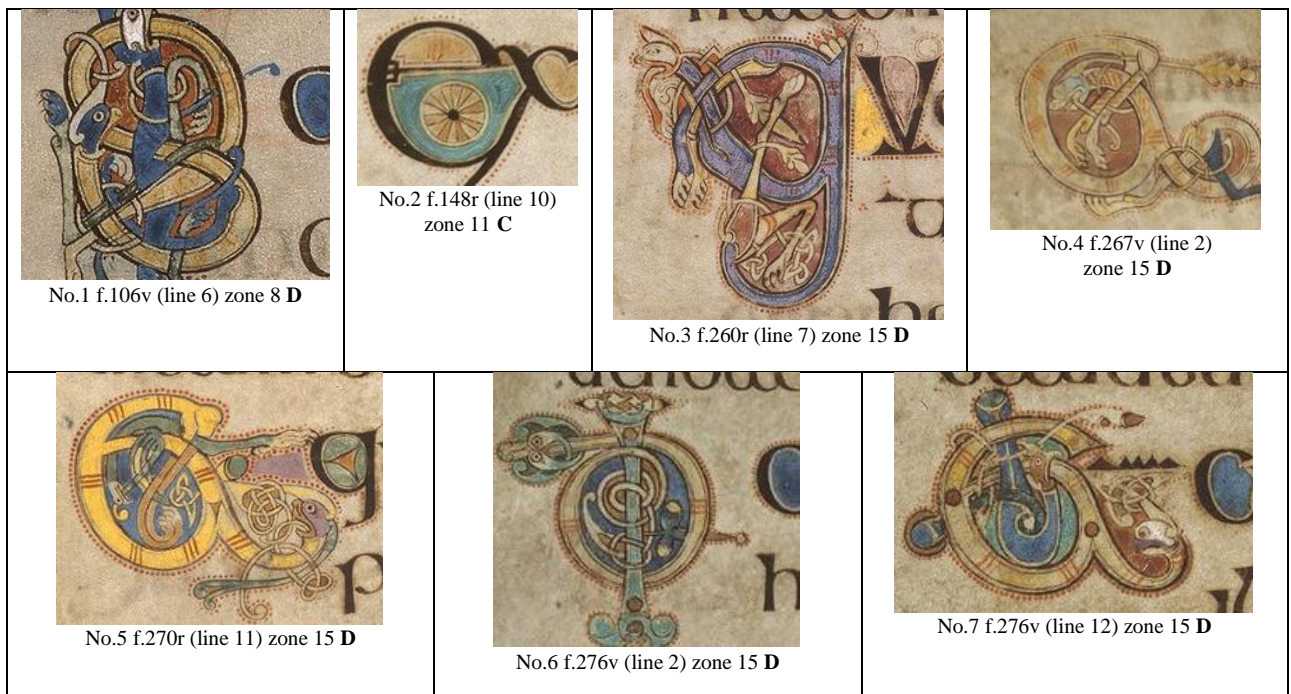 No.1 f.106v (line 6) zone 8 D
No.2 f.148r (line 10)
zone 11 C
No.3 f.260r (line 7) zone 15 D
No.4 f.267v (line 2)
zone 15 D
No.5 f.270r (line 11) zone 15 D
No.6 f.276v (line 2) zone 15 D
No.7 f.276v (line 12) zone 15 D